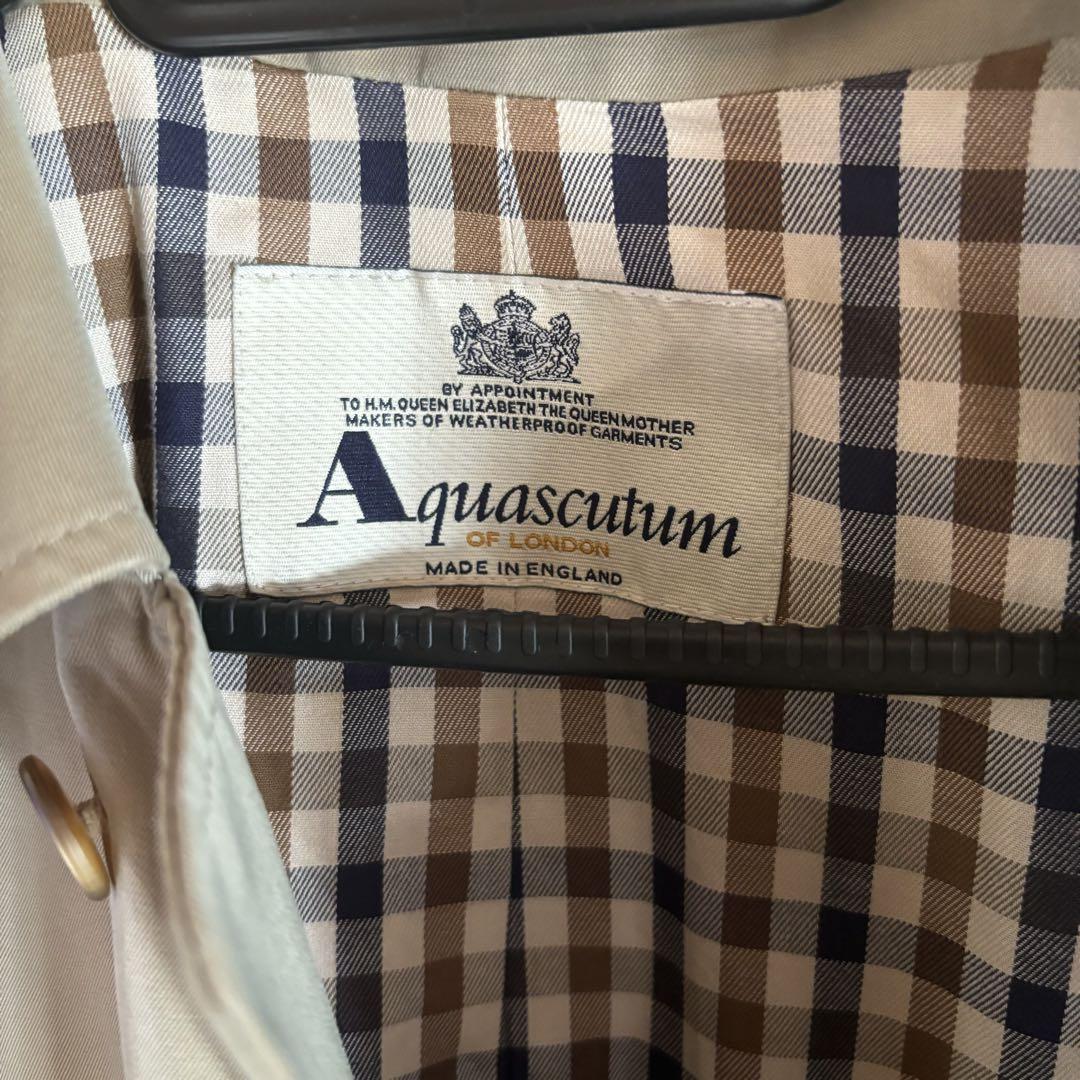 BY APPOINTMENT
TO H.M. QUEEN ELIZABETH THE QUEEN MOTHER
MAKERS OF WEATHERPROOF GARMENTS
Aquascutum
OF LONDON
MADE IN ENGLAND